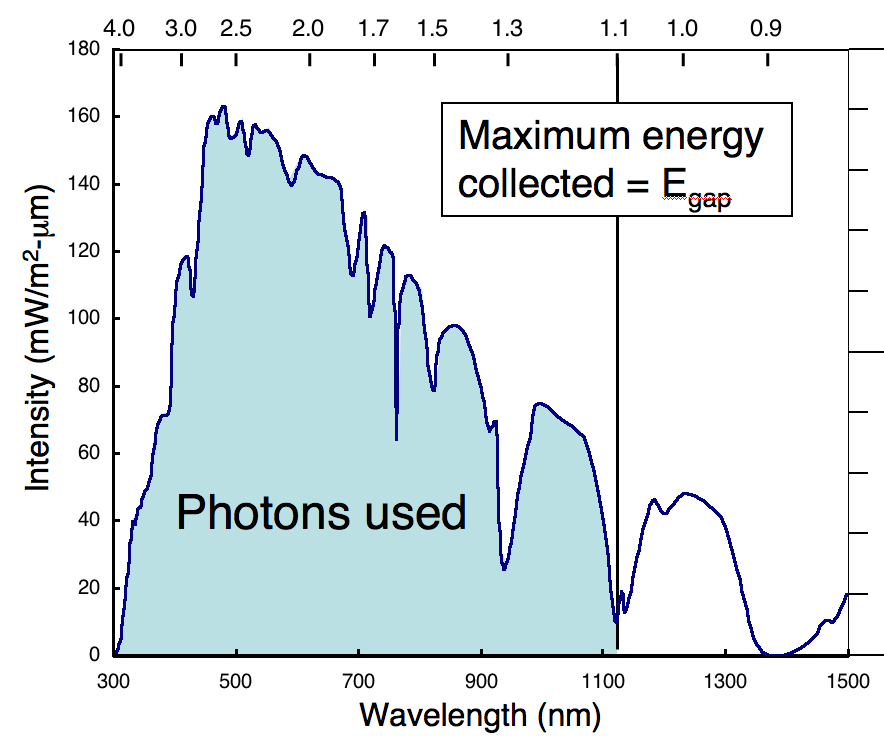 4.0 3.0 2.5 2.0 1.7 1.5 1.3 1.1 1.0 0.9
180
160
140
120
100
80
60
40
20
0
Intensity (mW/m²-µm)
Maximum energy
collected = Egap
Photons used
300 500 700 900 1100 1300 1500
Wavelength (nm)